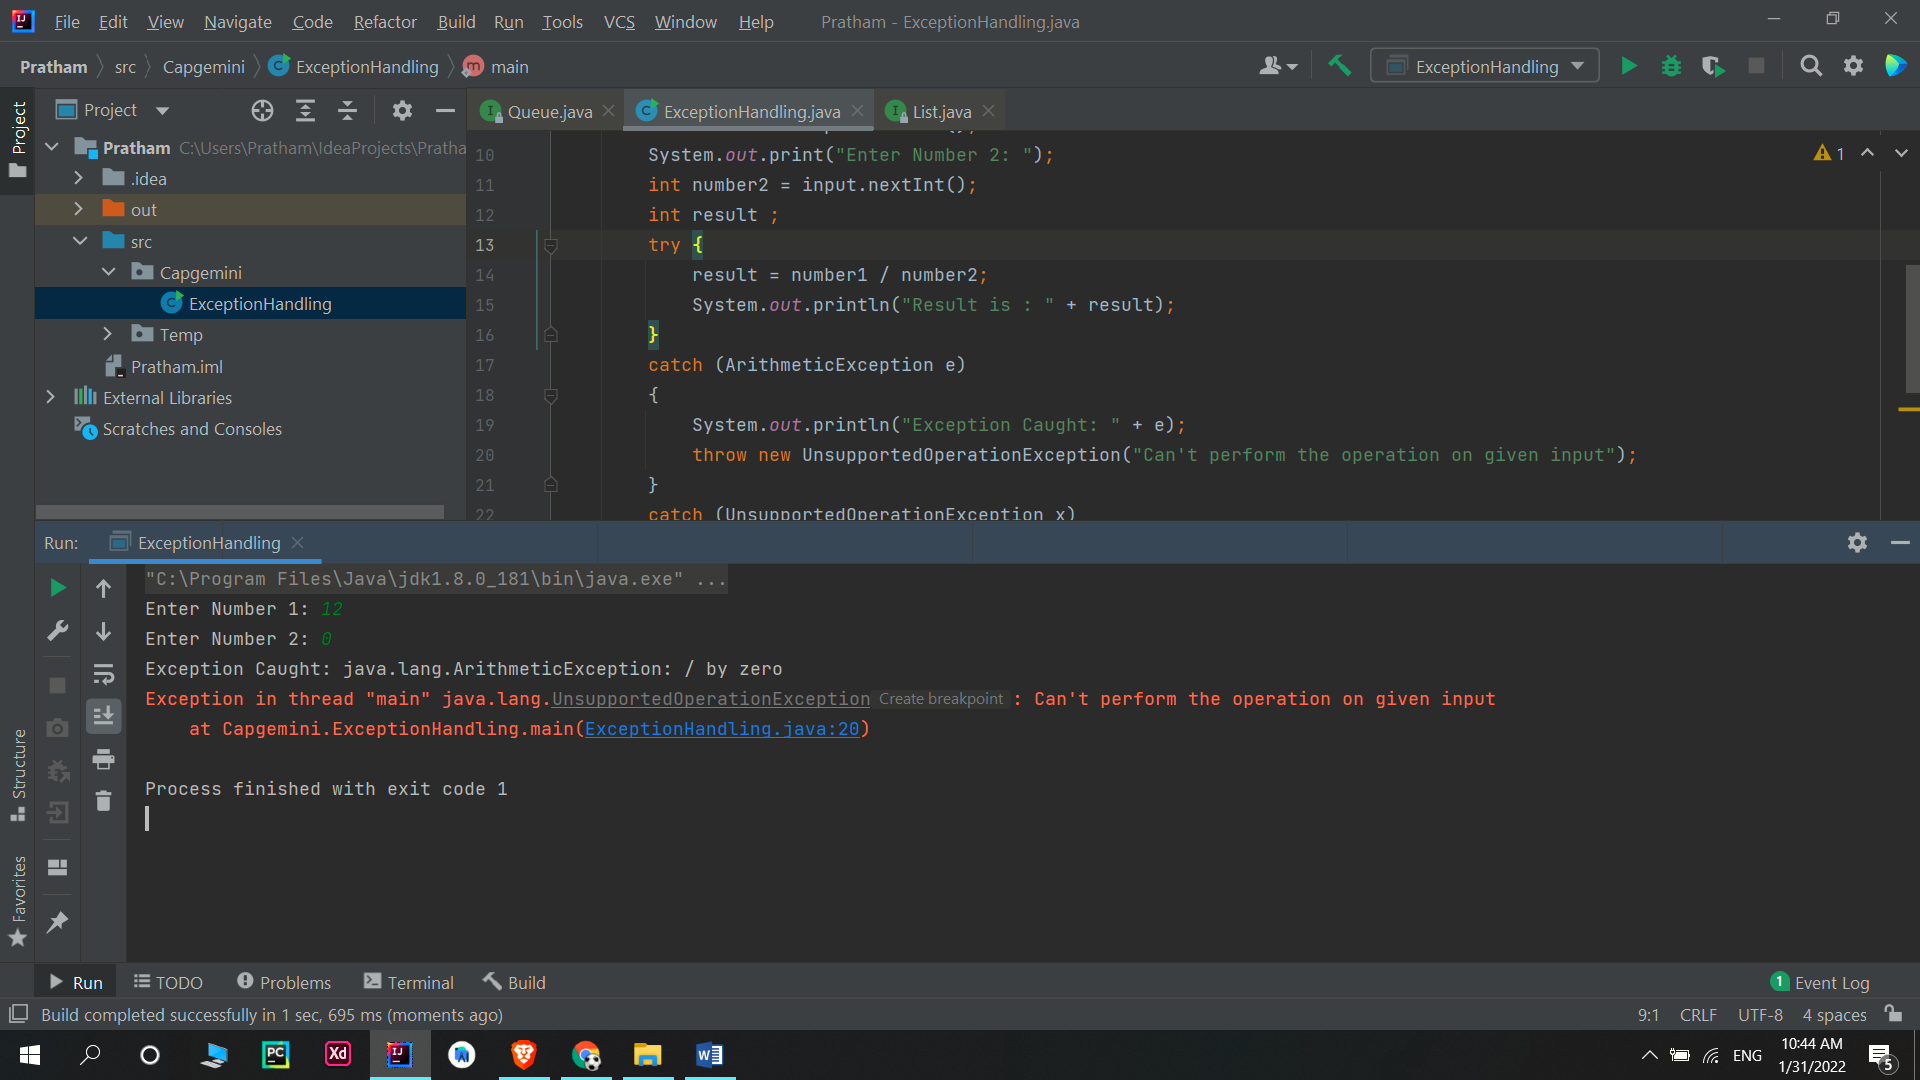 File Edit View Navigate Code Refactor Build Run Tools VCS Window Help Pratham - ExceptionHandling.java
Pratham src Capgemini ExceptionHandling main ExceptionHandling
Project
Project
Queue.java ExceptionHandling.java List.java
Pratham C:\Users\Pratham\IdeaProjects\Pratha
.idea
out
src
Capgemini
ExceptionHandling
Temp
Pratham.iml
External Libraries
Scratches and Consoles
10 System.out.print("Enter Number 2: ");
11 int number2 = input.nextInt();
12 int result ;
13 try {
14 result = number1 / number2;
15 System.out.println("Result is : " + result);
16 }
17 catch (ArithmeticException e)
18 {
19 System.out.println("Exception Caught: " + e);
20 throw new UnsupportedOperationException("Can't perform the operation on given input");
21 }
22 catch (UnsupportedOperationException x)
1
Run: ExceptionHandling
"C:\Program Files\Java\jdk1.8.0_181\bin\java.exe" ...
Enter Number 1: 12
Enter Number 2: 0
Exception Caught: java.lang.ArithmeticException: / by zero
Exception in thread "main" java.lang.UnsupportedOperationException Create breakpoint : Can't perform the operation on given input
at Capgemini.ExceptionHandling.main(ExceptionHandling.java:20)
Process finished with exit code 1
Structure
Favorites
Run TODO Problems Terminal Build 1 Event Log
Build completed successfully in 1 sec, 695 ms (moments ago) 9:1 CRLF UTF-8 4 spaces
PC Xd IJ W ENG 10:44 AM
1/31/2022 5